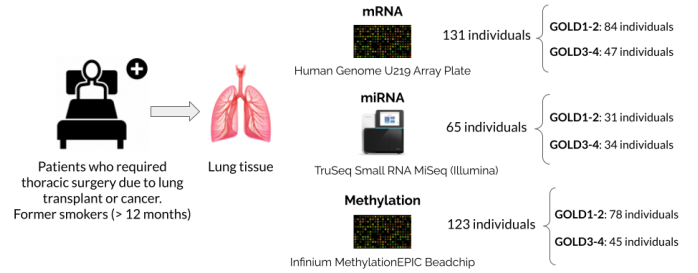 mRNA
131 individuals
GOLD1-2: 84 individuals
GOLD3-4: 47 individuals
Human Genome U219 Array Plate
miRNA
65 individuals
GOLD1-2: 31 individuals
GOLD3-4: 34 individuals
TruSeq Small RNA MiSeq (Illumina)
Patients who required
thoracic surgery due to lung
transplant or cancer.
Former smokers (> 12 months)
Lung tissue
Methylation
123 individuals
GOLD1-2: 78 individuals
GOLD3-4: 45 individuals
Infinium MethylationEPIC Beadchip